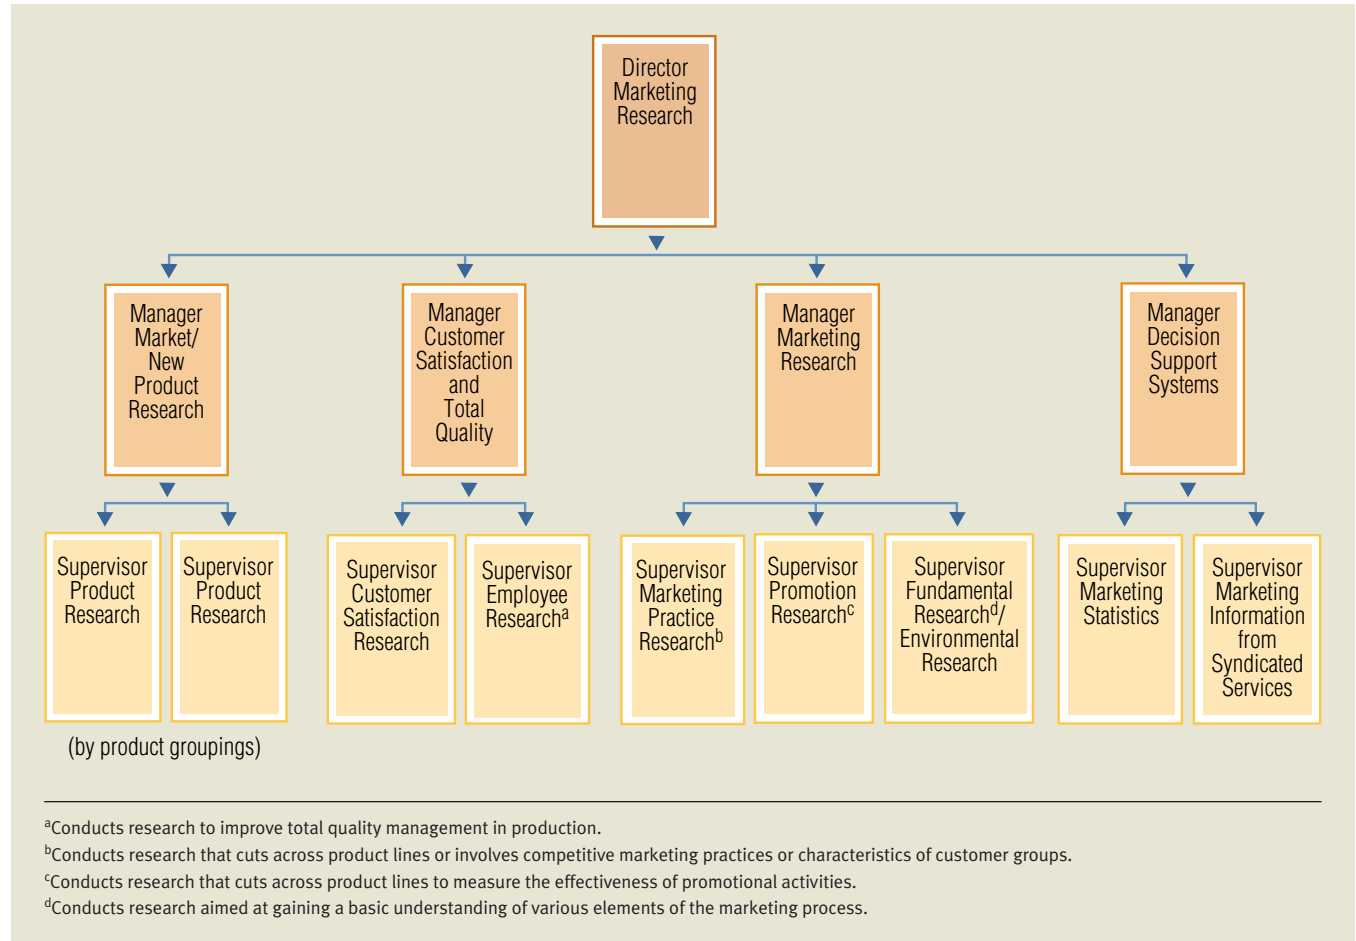 Director
Marketing
Research
Manager
Market/
New
Product
Research
Manager
Customer
Satisfaction
and
Total
Quality
Manager
Marketing
Research
Manager
Decision
Support
Systems
Supervisor
Product
Research
Supervisor
Product
Research
Supervisor
Customer
Satisfaction
Research
Supervisor
Employee
Researchᵃ
Supervisor
Marketing
Practice
Researchᵇ
Supervisor
Promotion
Researchᶜ
Supervisor
Fundamental
Researchᵈ/
Environmental
Research
Supervisor
Marketing
Statistics
Supervisor
Marketing
Information
from
Syndicated
Services
(by product groupings)
ᵃConducts research to improve total quality management in production.
ᵇConducts research that cuts across product lines or involves competitive marketing practices or characteristics of customer groups.
ᶜConducts research that cuts across product lines to measure the effectiveness of promotional activities.
ᵈConducts research aimed at gaining a basic understanding of various elements of the marketing process.